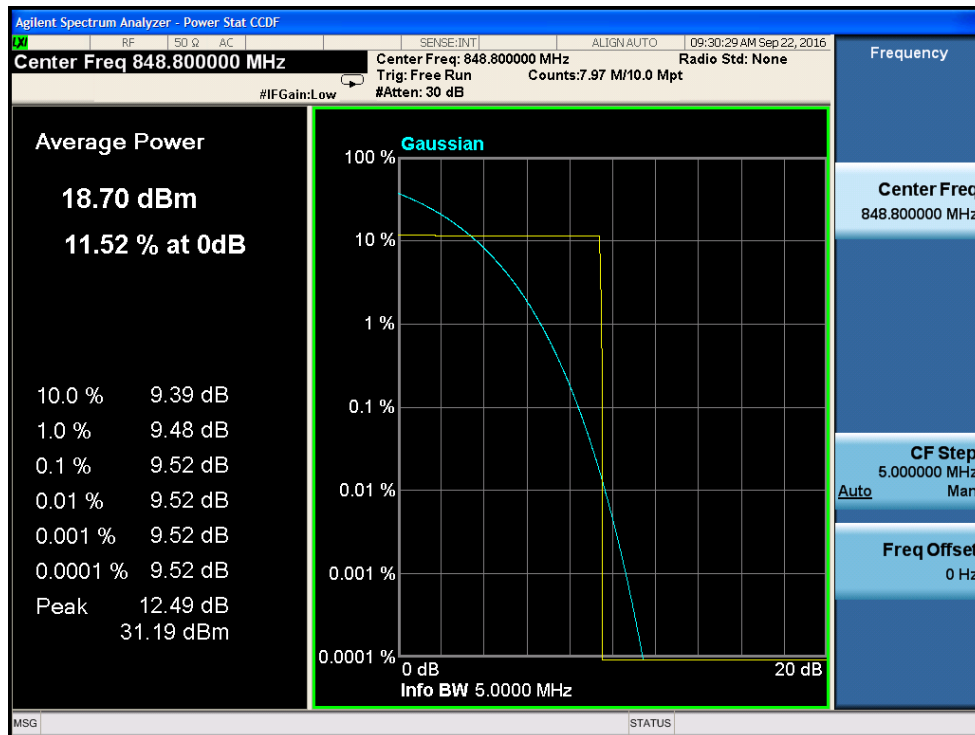 Agilent Spectrum Analyzer - Power Stat CCDF
LXI RF 50 Ω AC SENSE:INT ALIGN AUTO 09:30:29 AM Sep 22, 2016
Center Freq 848.800000 MHz
#IFGain:Low
Center Freq: 848.800000 MHz Radio Std: None
Trig: Free Run Counts:7.97 M/10.0 Mpt
#Atten: 30 dB
Average Power
18.70 dBm
11.52 % at 0dB
10.0 % 9.39 dB
1.0 % 9.48 dB
0.1 % 9.52 dB
0.01 % 9.52 dB
0.001 % 9.52 dB
0.0001 % 9.52 dB
Peak 12.49 dB
31.19 dBm
Gaussian
100 %
10 %
1 %
0.1 %
0.01 %
0.001 %
0.0001 %
0 dB 20 dB
Info BW 5.0000 MHz
Frequency
Center Freq
848.800000 MHz
CF Step
5.000000 MHz
Auto Man
Freq Offset
0 Hz
MSG STATUS